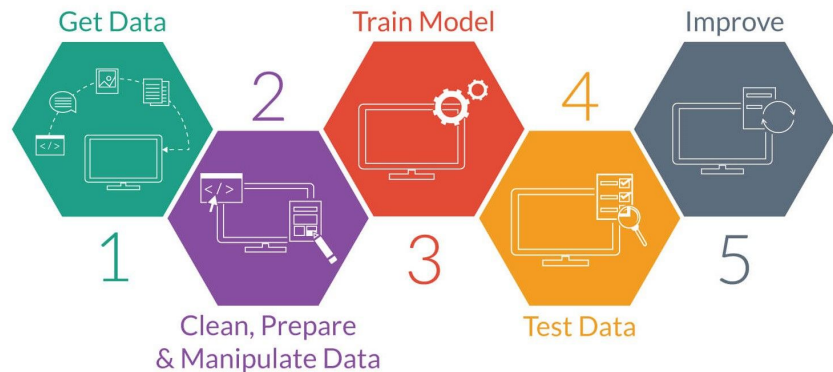 Get Data
1
2
Clean, Prepare
& Manipulate Data
Train Model
3
4
Test Data
Improve
5